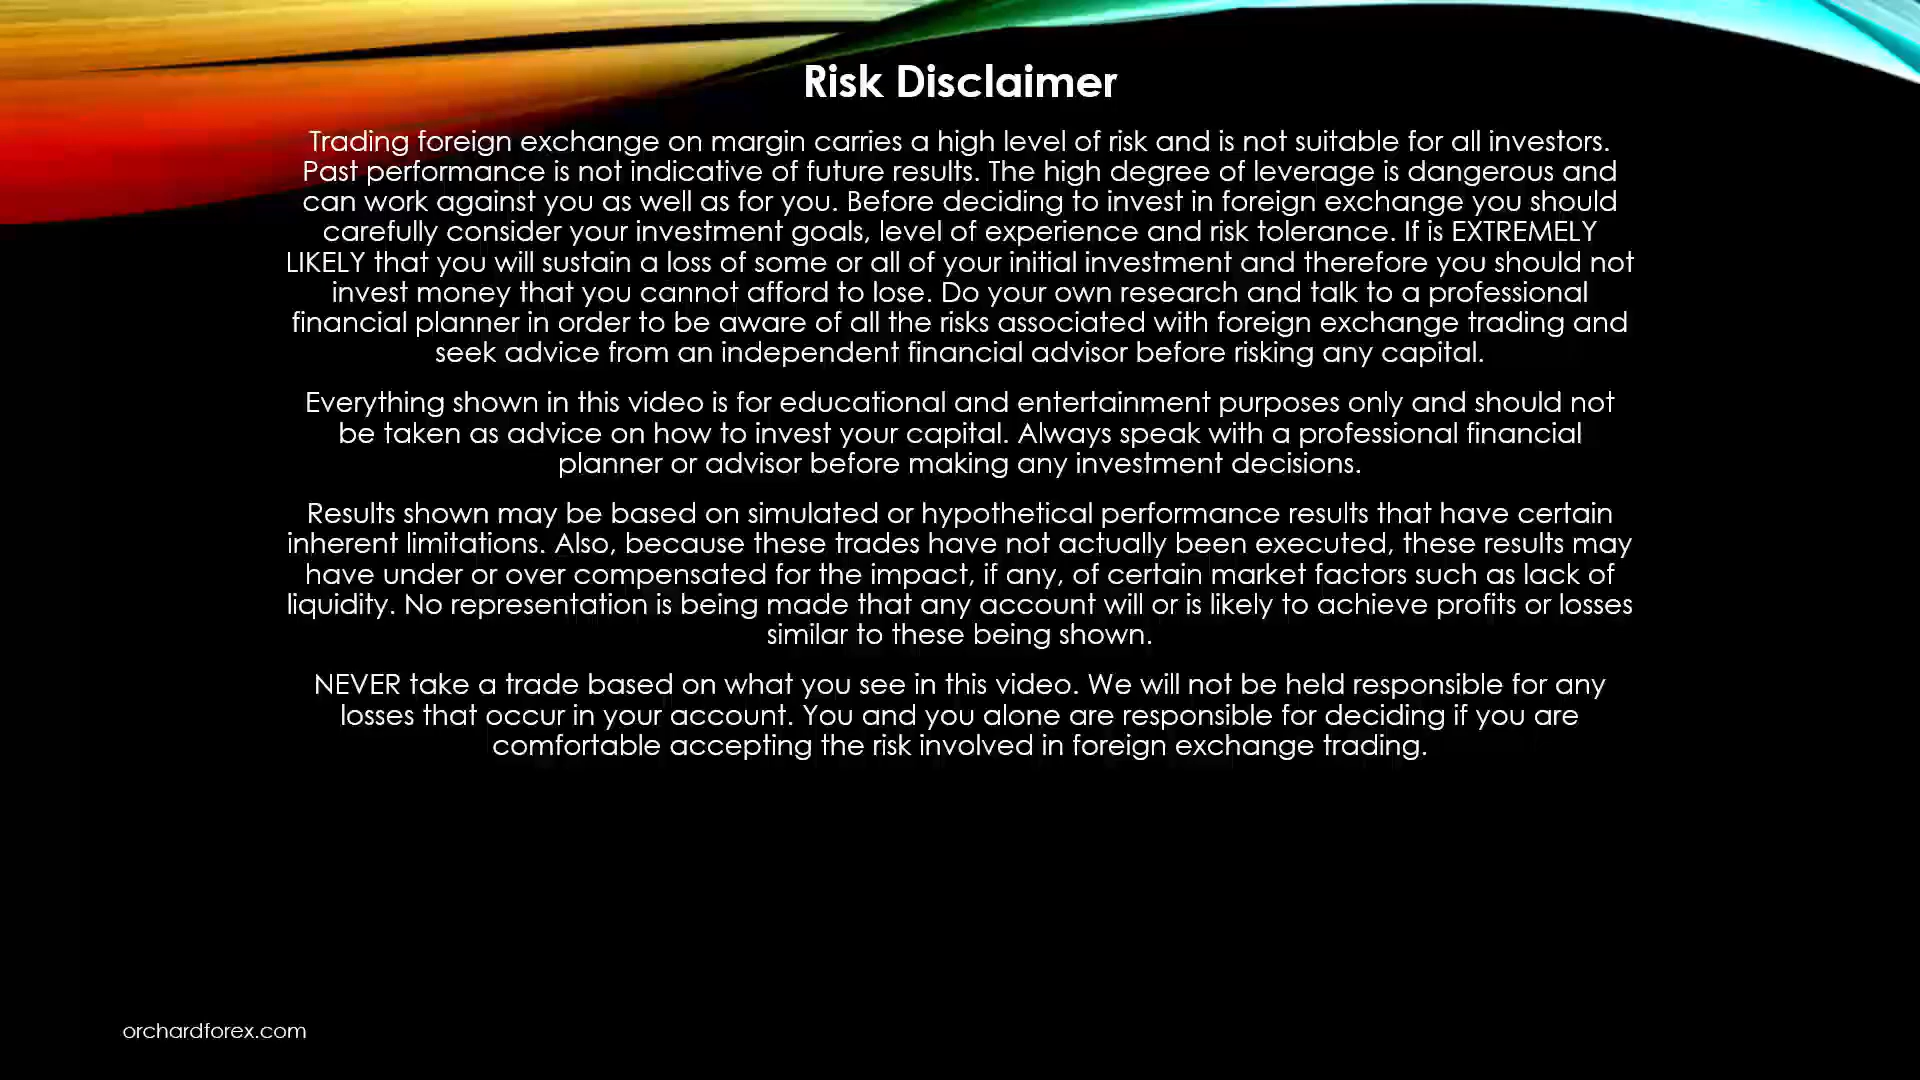 Risk Disclaimer
Trading foreign exchange on margin carries a high level of risk and is not suitable for all investors.
Past performance is not indicative of future results. The high degree of leverage is dangerous and
can work against you as well as for you. Before deciding to invest in foreign exchange you should
carefully consider your investment goals, level of experience and risk tolerance. If is EXTREMELY
LIKELY that you will sustain a loss of some or all of your initial investment and therefore you should not
invest money that you cannot afford to lose. Do your own research and talk to a professional
financial planner in order to be aware of all the risks associated with foreign exchange trading and
seek advice from an independent financial advisor before risking any capital.
Everything shown in this video is for educational and entertainment purposes only and should not
be taken as advice on how to invest your capital. Always speak with a professional financial
planner or advisor before making any investment decisions.
Results shown may be based on simulated or hypothetical performance results that have certain
inherent limitations. Also, because these trades have not actually been executed, these results may
have under or over compensated for the impact, if any, of certain market factors such as lack of
liquidity. No representation is being made that any account will or is likely to achieve profits or losses
similar to these being shown.
NEVER take a trade based on what you see in this video. We will not be held responsible for any
losses that occur in your account. You and you alone are responsible for deciding if you are
comfortable accepting the risk involved in foreign exchange trading.
orchardforex.com